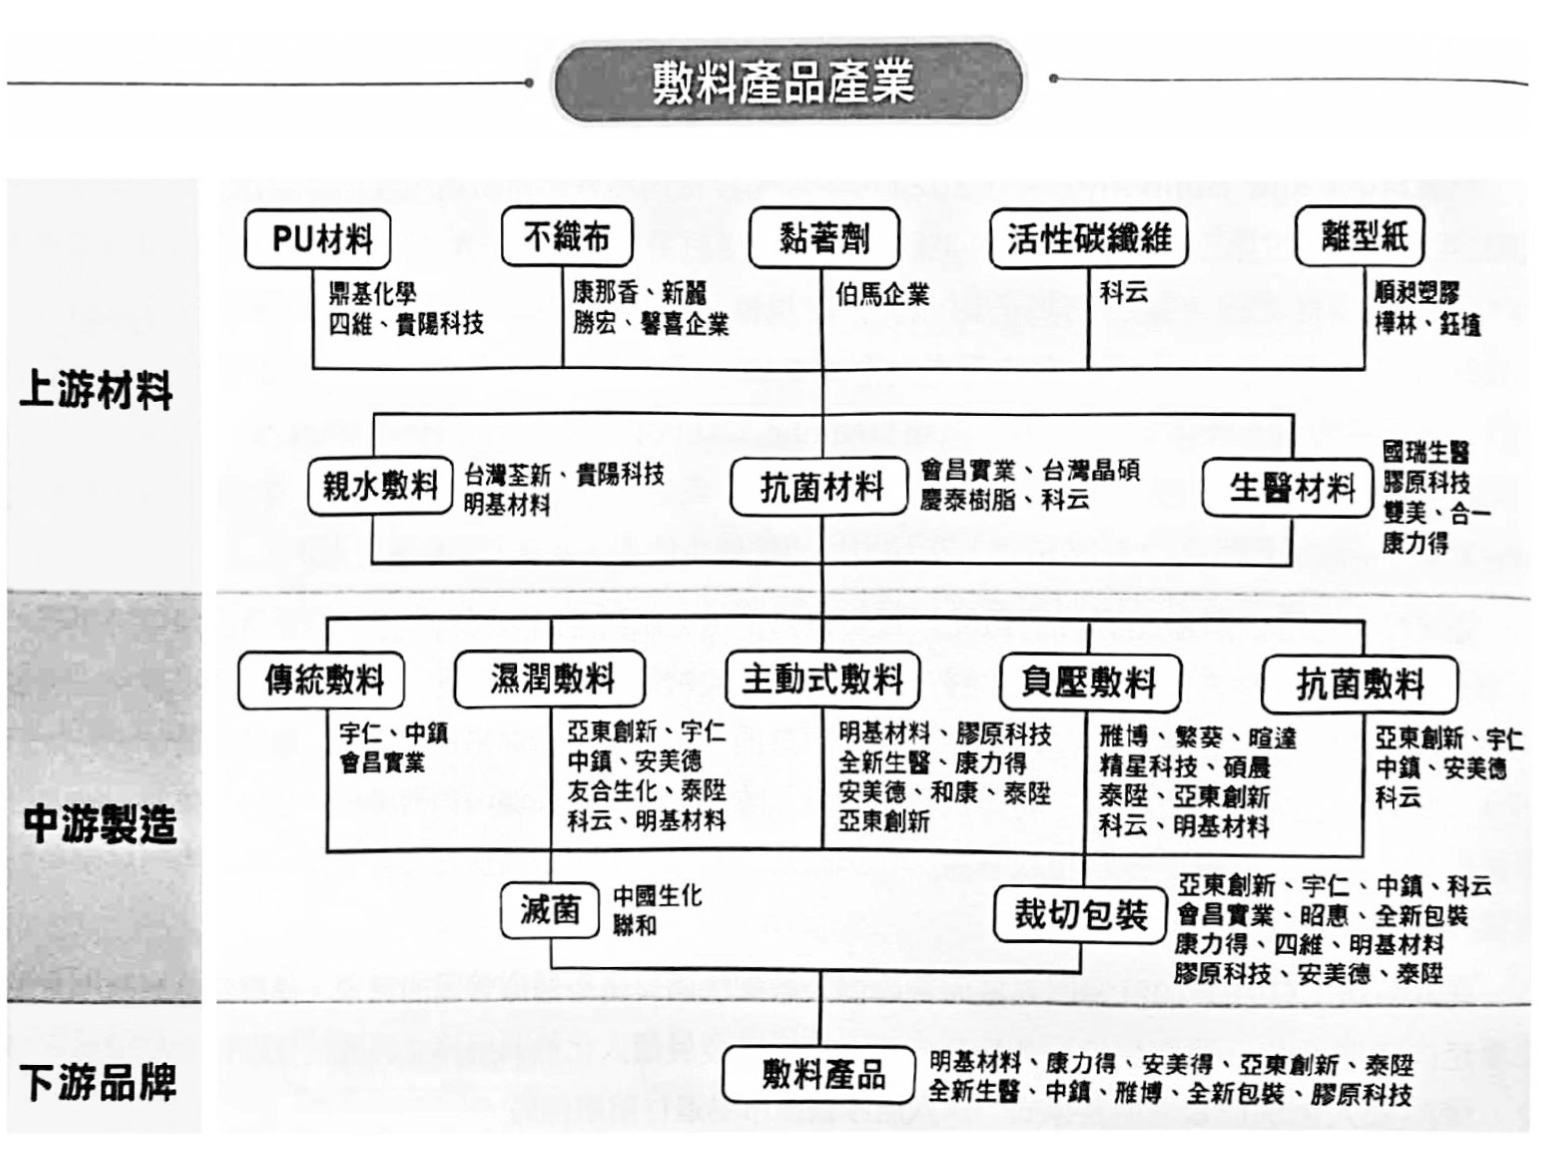 敷料產品產業
上游材料
PU材料
鼎基化學
四維、貴陽科技
不織布
康那香、新麗
勝宏、馨喜企業
黏著劑
伯馬企業
活性碳纖維
科云
離型紙
順昶塑膠
樺林、鈺植
親水敷料
台灣荃新、貴陽科技
明基材料
抗菌材料
會昌實業、台灣晶碩
慶泰樹脂、科云
生醫材料
國瑞生醫
膠原科技
雙美、合一
康力得
中游製造
傳統敷料
宇仁、中鎮
會昌實業
濕潤敷料
亞東創新、宇仁
中鎮、安美德
友合生化、泰陞
科云、明基材料
主動式敷料
明基材料、膠原科技
全新生醫、康力得
安美德、和康、泰陞
亞東創新
負壓敷料
雅博、繁葵、暄達
精星科技、碩晨
泰陞、亞東創新
科云、明基材料
抗菌敷料
亞東創新、宇仁
中鎮、安美德
科云
滅菌
中國生化
聯和
裁切包裝
亞東創新、宇仁、中鎮、科云
會昌實業、昭惠、全新包裝
康力得、四維、明基材料
膠原科技、安美德、泰陞
下游品牌
敷料產品
明基材料、康力得、安美得、亞東創新、泰陞
全新生醫、中鎮、雅博、全新包裝、膠原科技